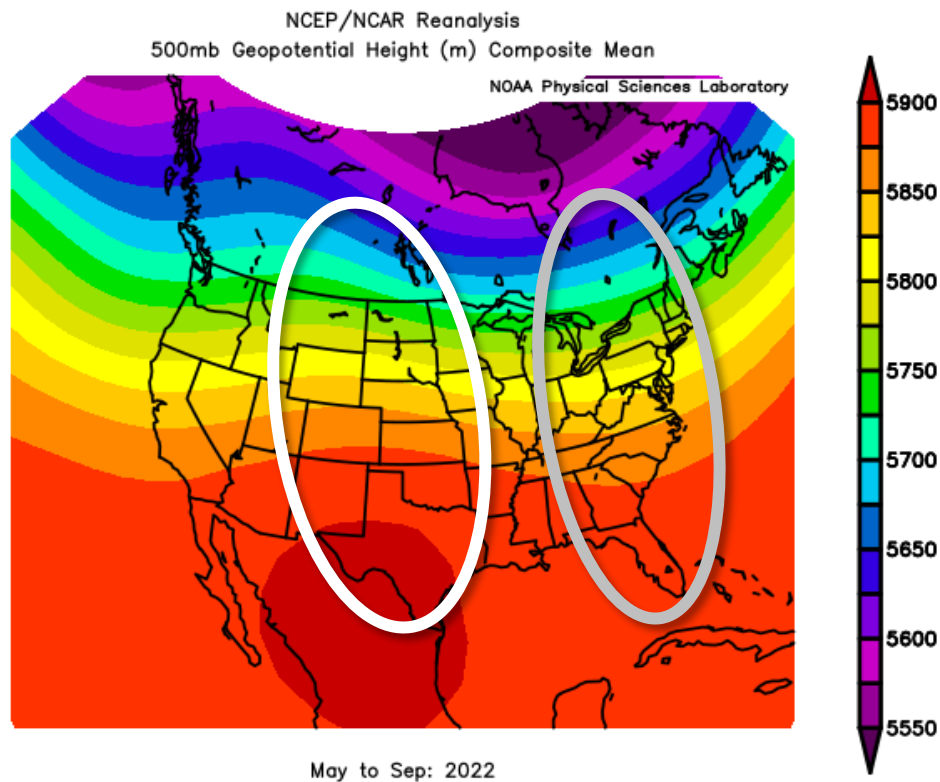 NCEP/NCAR Reanalysis
500mb Geopotential Height (m) Composite Mean
NOAA Physical Sciences Laboratory
5900
5850
5800
5750
5700
5650
5600
5550
May to Sep: 2022